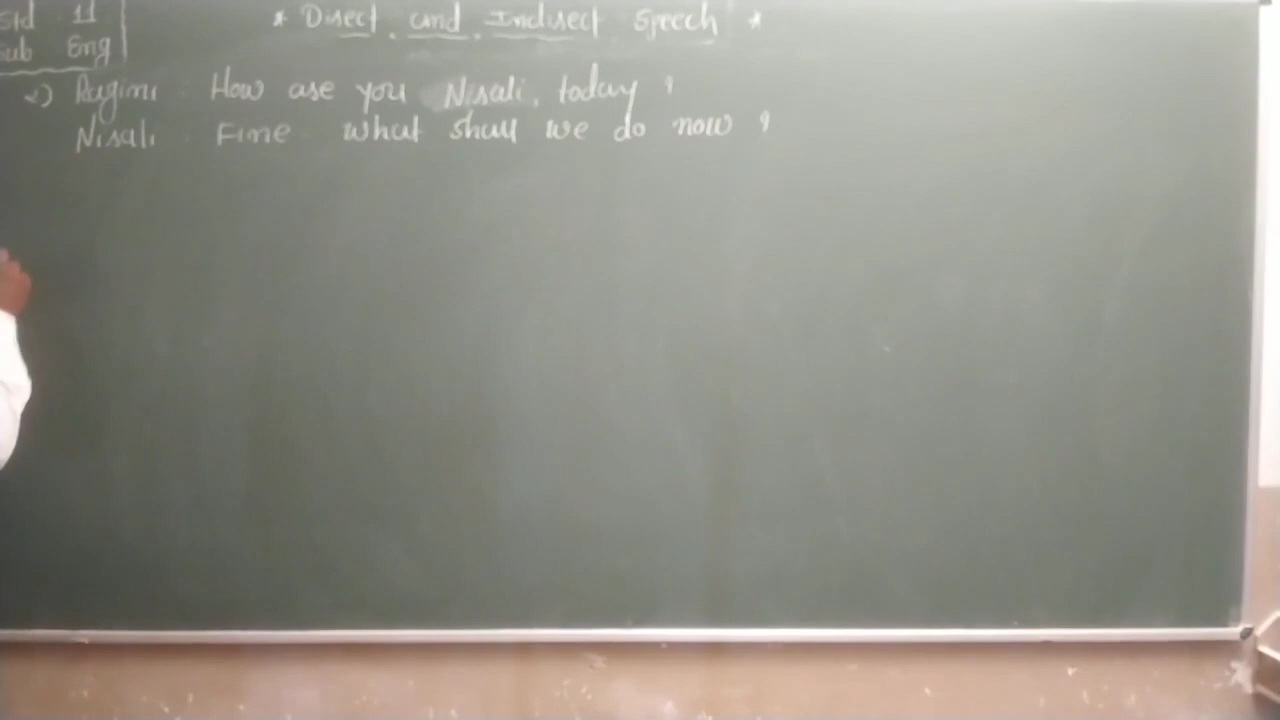 Std 11
Sub Eng
* Direct and Indirect Speech *
Ragini : How are you Nisali, today ?
Nisali : Fine what shall we do now ?